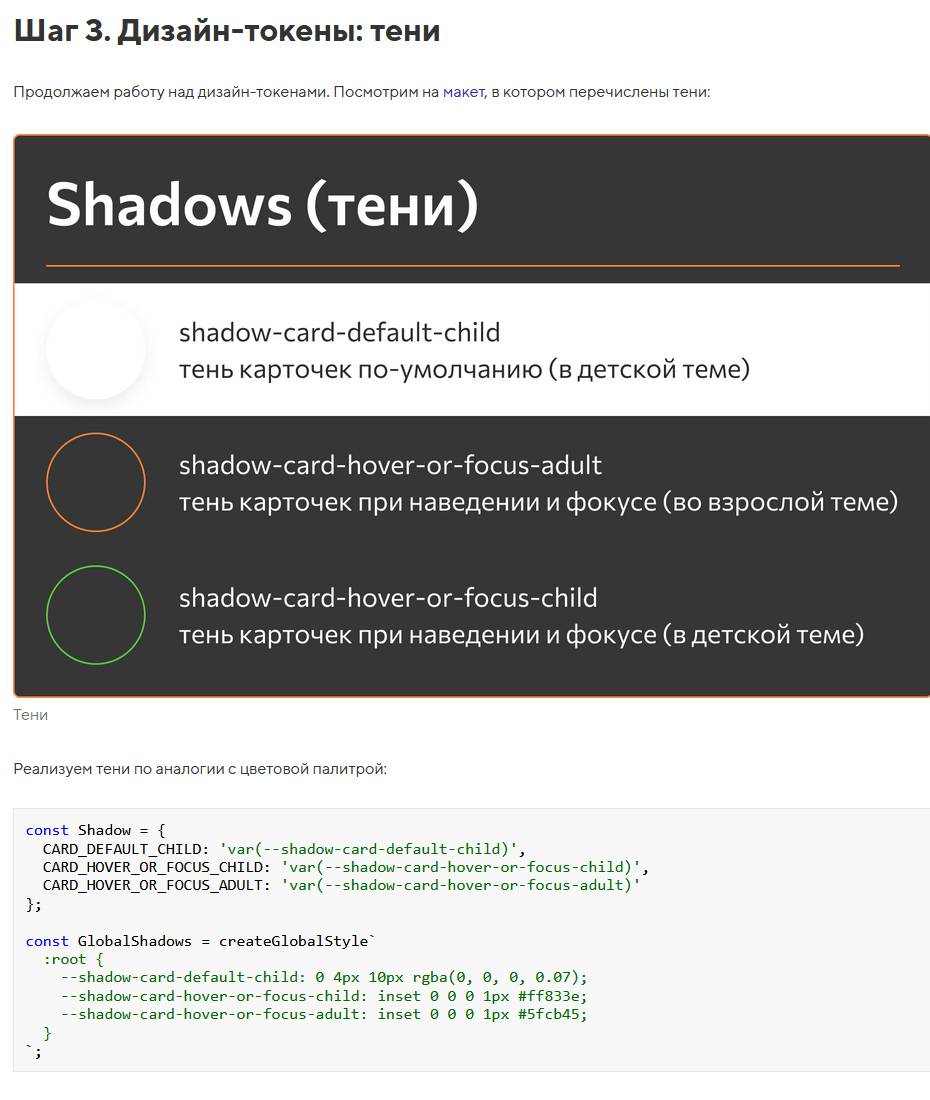 Шаг 3. Дизайн-токены: тени
Продолжаем работу над дизайн-токенами. Посмотрим на макет, в котором перечислены тени:
Shadows (тени)
shadow-card-default-child
тень карточек по-умолчанию (в детской теме)
shadow-card-hover-or-focus-adult
тень карточек при наведении и фокусе (во взрослой теме)
shadow-card-hover-or-focus-child
тень карточек при наведении и фокусе (в детской теме)
Тени
Реализуем тени по аналогии с цветовой палитрой:
const Shadow = {
  CARD_DEFAULT_CHILD: 'var(--shadow-card-default-child)',
  CARD_HOVER_OR_FOCUS_CHILD: 'var(--shadow-card-hover-or-focus-child)',
  CARD_HOVER_OR_FOCUS_ADULT: 'var(--shadow-card-hover-or-focus-adult)'
};
const GlobalShadows = createGlobalStyle`
  :root {
    --shadow-card-default-child: 0 4px 10px rgba(0, 0, 0, 0.07);
    --shadow-card-hover-or-focus-child: inset 0 0 0 1px #ff833e;
    --shadow-card-hover-or-focus-adult: inset 0 0 0 1px #5fcb45;
  }
`;